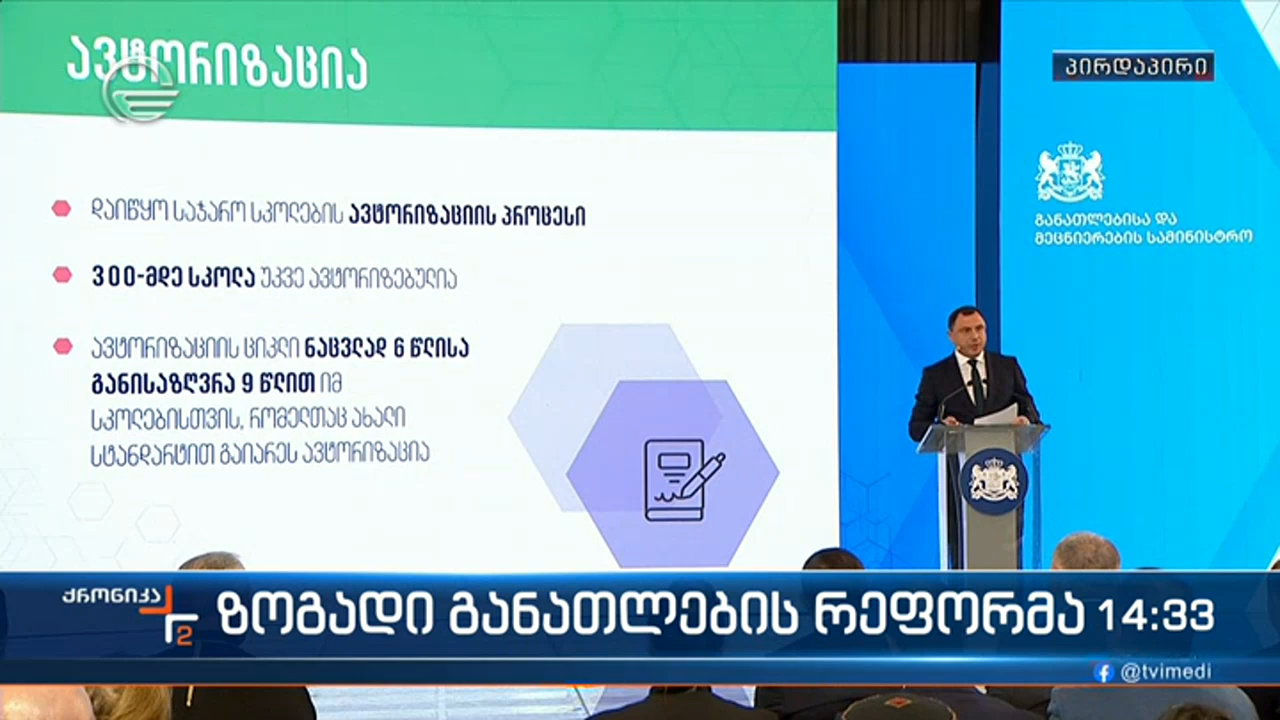 ავტორიზაცია
დაიწყო საჯარო სკოლების ავტორიზაციის პროცესი
300-მდე სკოლა უკვე ავტორიზებულია
ავტორიზაციის ციკლი ნაცვლად 6 წლისა
განისაზღვრა 9 წლით იმ
სკოლებისთვის, რომელთაც ახალი
სტანდარტით გაიარეს ავტორიზაცია
პირდაპირი
განათლებისა და
მეცნიერების სამინისტრო
ქრონიკა
2
ზოგადი განათლების რეფორმა 14:33
@tvimedi